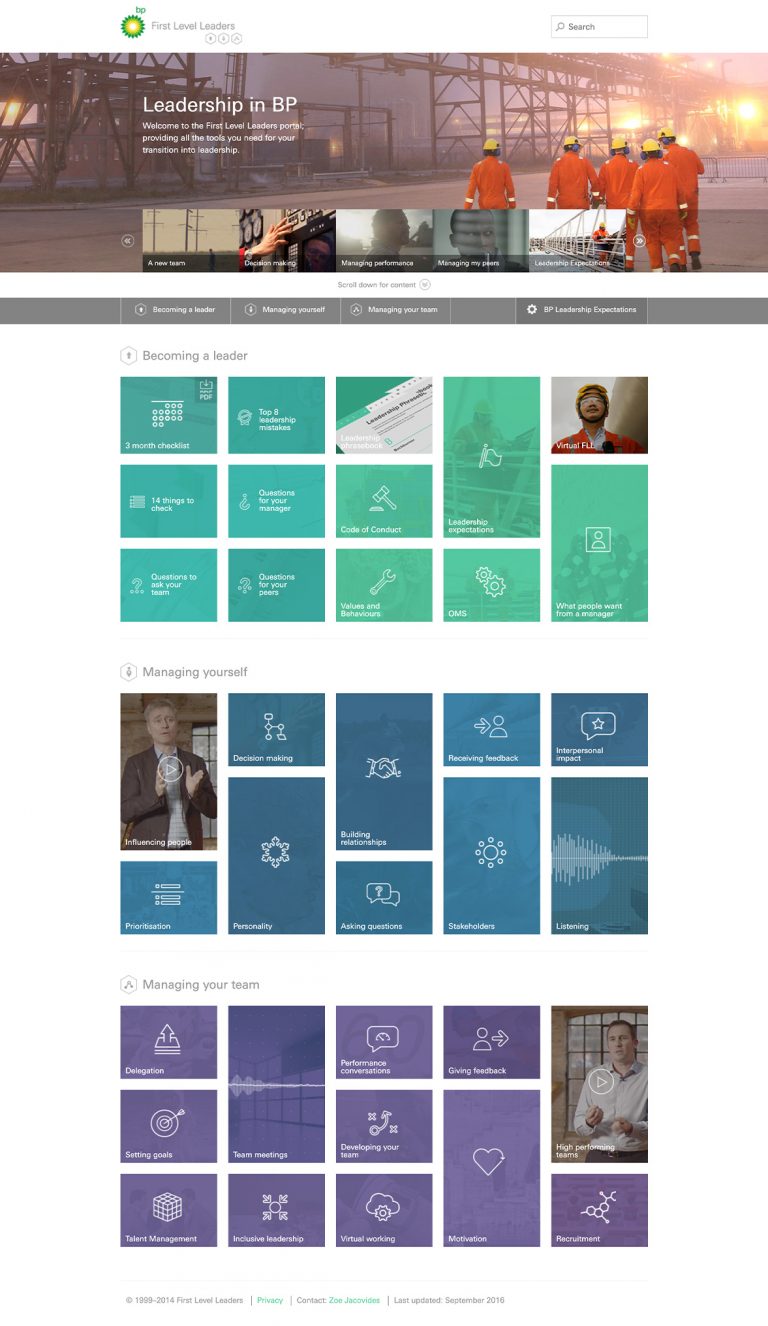 bp
First Level Leaders
Search
Leadership in BP
Welcome to the First Level Leaders portal;
providing all the tools you need for your
transition into leadership.
A new team
Decision making
Managing performance
Managing my peers
Leadership Expectations
Scroll down for content
Becoming a leader
Managing yourself
Managing your team
BP Leadership Expectations
Becoming a leader
PDF
3 month checklist
Top 8
leadership
mistakes
Leadership Phrasebook
Leadership
phrasebook
Leadership
expectations
Virtual FLL
14 things to
check
Questions
for your
manager
Code of Conduct
What people want
from a manager
Questions to
ask your
team
Questions
for your
peers
Values and
Behaviours
OMS
Managing yourself
Influencing people
Decision making
Building
relationships
Receiving feedback
Interpersonal
impact
Prioritisation
Personality
Asking questions
Stakeholders
Listening
Managing your team
Delegation
Team meetings
Performance
conversations
Giving feedback
High performing
teams
Setting goals
Developing your
team
Motivation
Talent Management
Inclusive leadership
Virtual working
Recruitment
© 1999-2014 First Level Leaders | Privacy | Contact: Zoe Jacovides | Last updated: September 2016